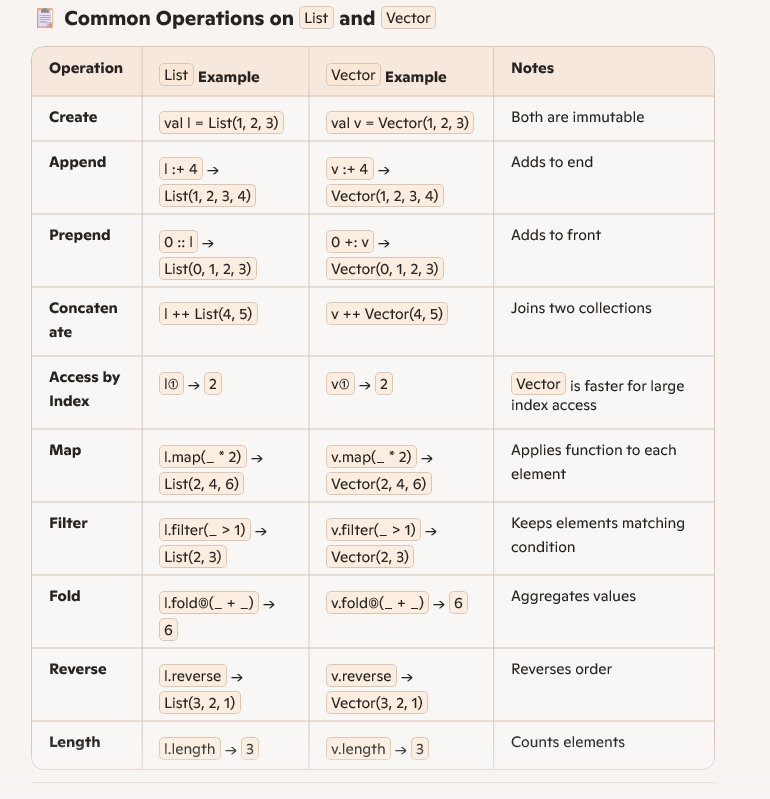 📋 Common Operations on List and Vector
Operation
List Example
Vector Example
Notes
Create
val l = List(1, 2, 3)
val v = Vector(1, 2, 3)
Both are immutable
Append
l :+ 4 →
List(1, 2, 3, 4)
v :+ 4 →
Vector(1, 2, 3, 4)
Adds to end
Prepend
0 :: l →
List(0, 1, 2, 3)
0 +: v →
Vector(0, 1, 2, 3)
Adds to front
Concaten
ate
l ++ List(4, 5)
v ++ Vector(4, 5)
Joins two collections
Access by
Index
l① → 2
v① → 2
Vector is faster for large
index access
Map
l.map(_ * 2) →
List(2, 4, 6)
v.map(_ * 2) →
Vector(2, 4, 6)
Applies function to each
element
Filter
l.filter(_ > 1) →
List(2, 3)
v.filter(_ > 1) →
Vector(2, 3)
Keeps elements matching
condition
Fold
l.fold⓪(_ + _) →
6
v.fold⓪(_ + _) → 6
Aggregates values
Reverse
l.reverse →
List(3, 2, 1)
v.reverse →
Vector(3, 2, 1)
Reverses order
Length
l.length → 3
v.length → 3
Counts elements